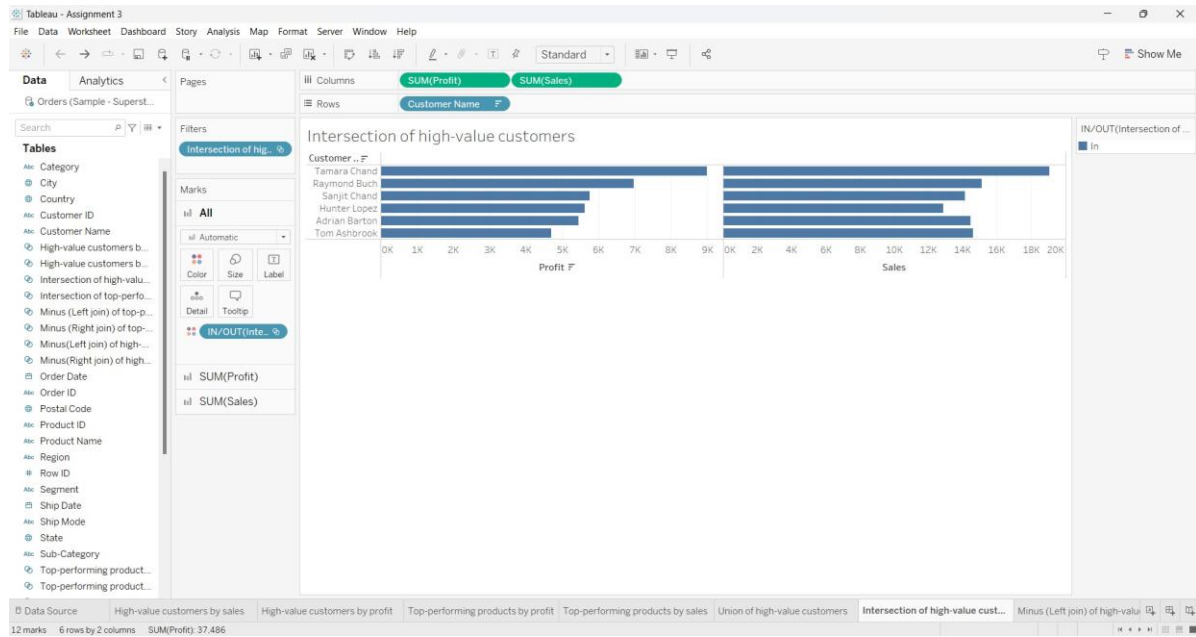 Tableau - Assignment 3
File Data Worksheet Dashboard Story Analysis Map Format Server Window Help
Standard
Show Me
Data Analytics
Orders (Sample - Superst...
Search
Tables
Abc Category
City
Country
Abc Customer ID
Abc Customer Name
High-value customers b...
High-value customers b...
Intersection of high-valu...
Intersection of top-perfo...
Minus (Left join) of top-p...
Minus (Right join) of top-...
Minus(Left join) of high-...
Minus(Right join) of high...
Order Date
Abc Order ID
Postal Code
Abc Product ID
Abc Product Name
Abc Region
# Row ID
Abc Segment
Ship Date
Abc Ship Mode
State
Abc Sub-Category
Top-performing product...
Top-performing product...
Pages
Filters
Intersection of hig..
Marks
All
Automatic
Color Size Label
Detail Tooltip
IN/OUT(Inte..
SUM(Profit)
SUM(Sales)
Columns SUM(Profit) SUM(Sales)
Rows Customer Name
Intersection of high-value customers
Customer ..
Tamara Chand
Raymond Buch
Sanjit Chand
Hunter Lopez
Adrian Barton
Tom Ashbrook
0K 1K 2K 3K 4K 5K 6K 7K 8K 9K 0K 2K 4K 6K 8K 10K 12K 14K 16K 18K 20K
Profit Sales
IN/OUT(Intersection of ...
In
Data Source High-value customers by sales High-value customers by profit Top-performing products by profit Top-performing products by sales Union of high-value customers Intersection of high-value cust... Minus (Left join) of high-valu
12 marks 6 rows by 2 columns SUM(Profit): 37,486